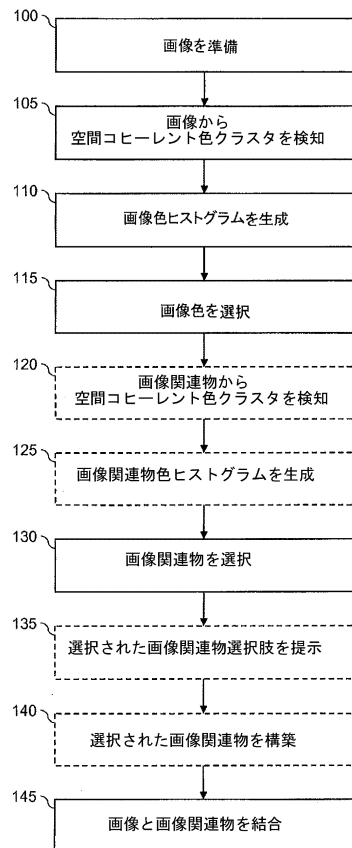 100
画像を準備
105
画像から
空間コヒーレント色クラスタを検知
110
画像色ヒストグラムを生成
115
画像色を選択
120
画像関連物から
空間コヒーレント色クラスタを検知
125
画像関連物色ヒストグラムを生成
130
画像関連物を選択
135
選択された画像関連物選択肢を提示
140
選択された画像関連物を構築
145
画像と画像関連物を結合